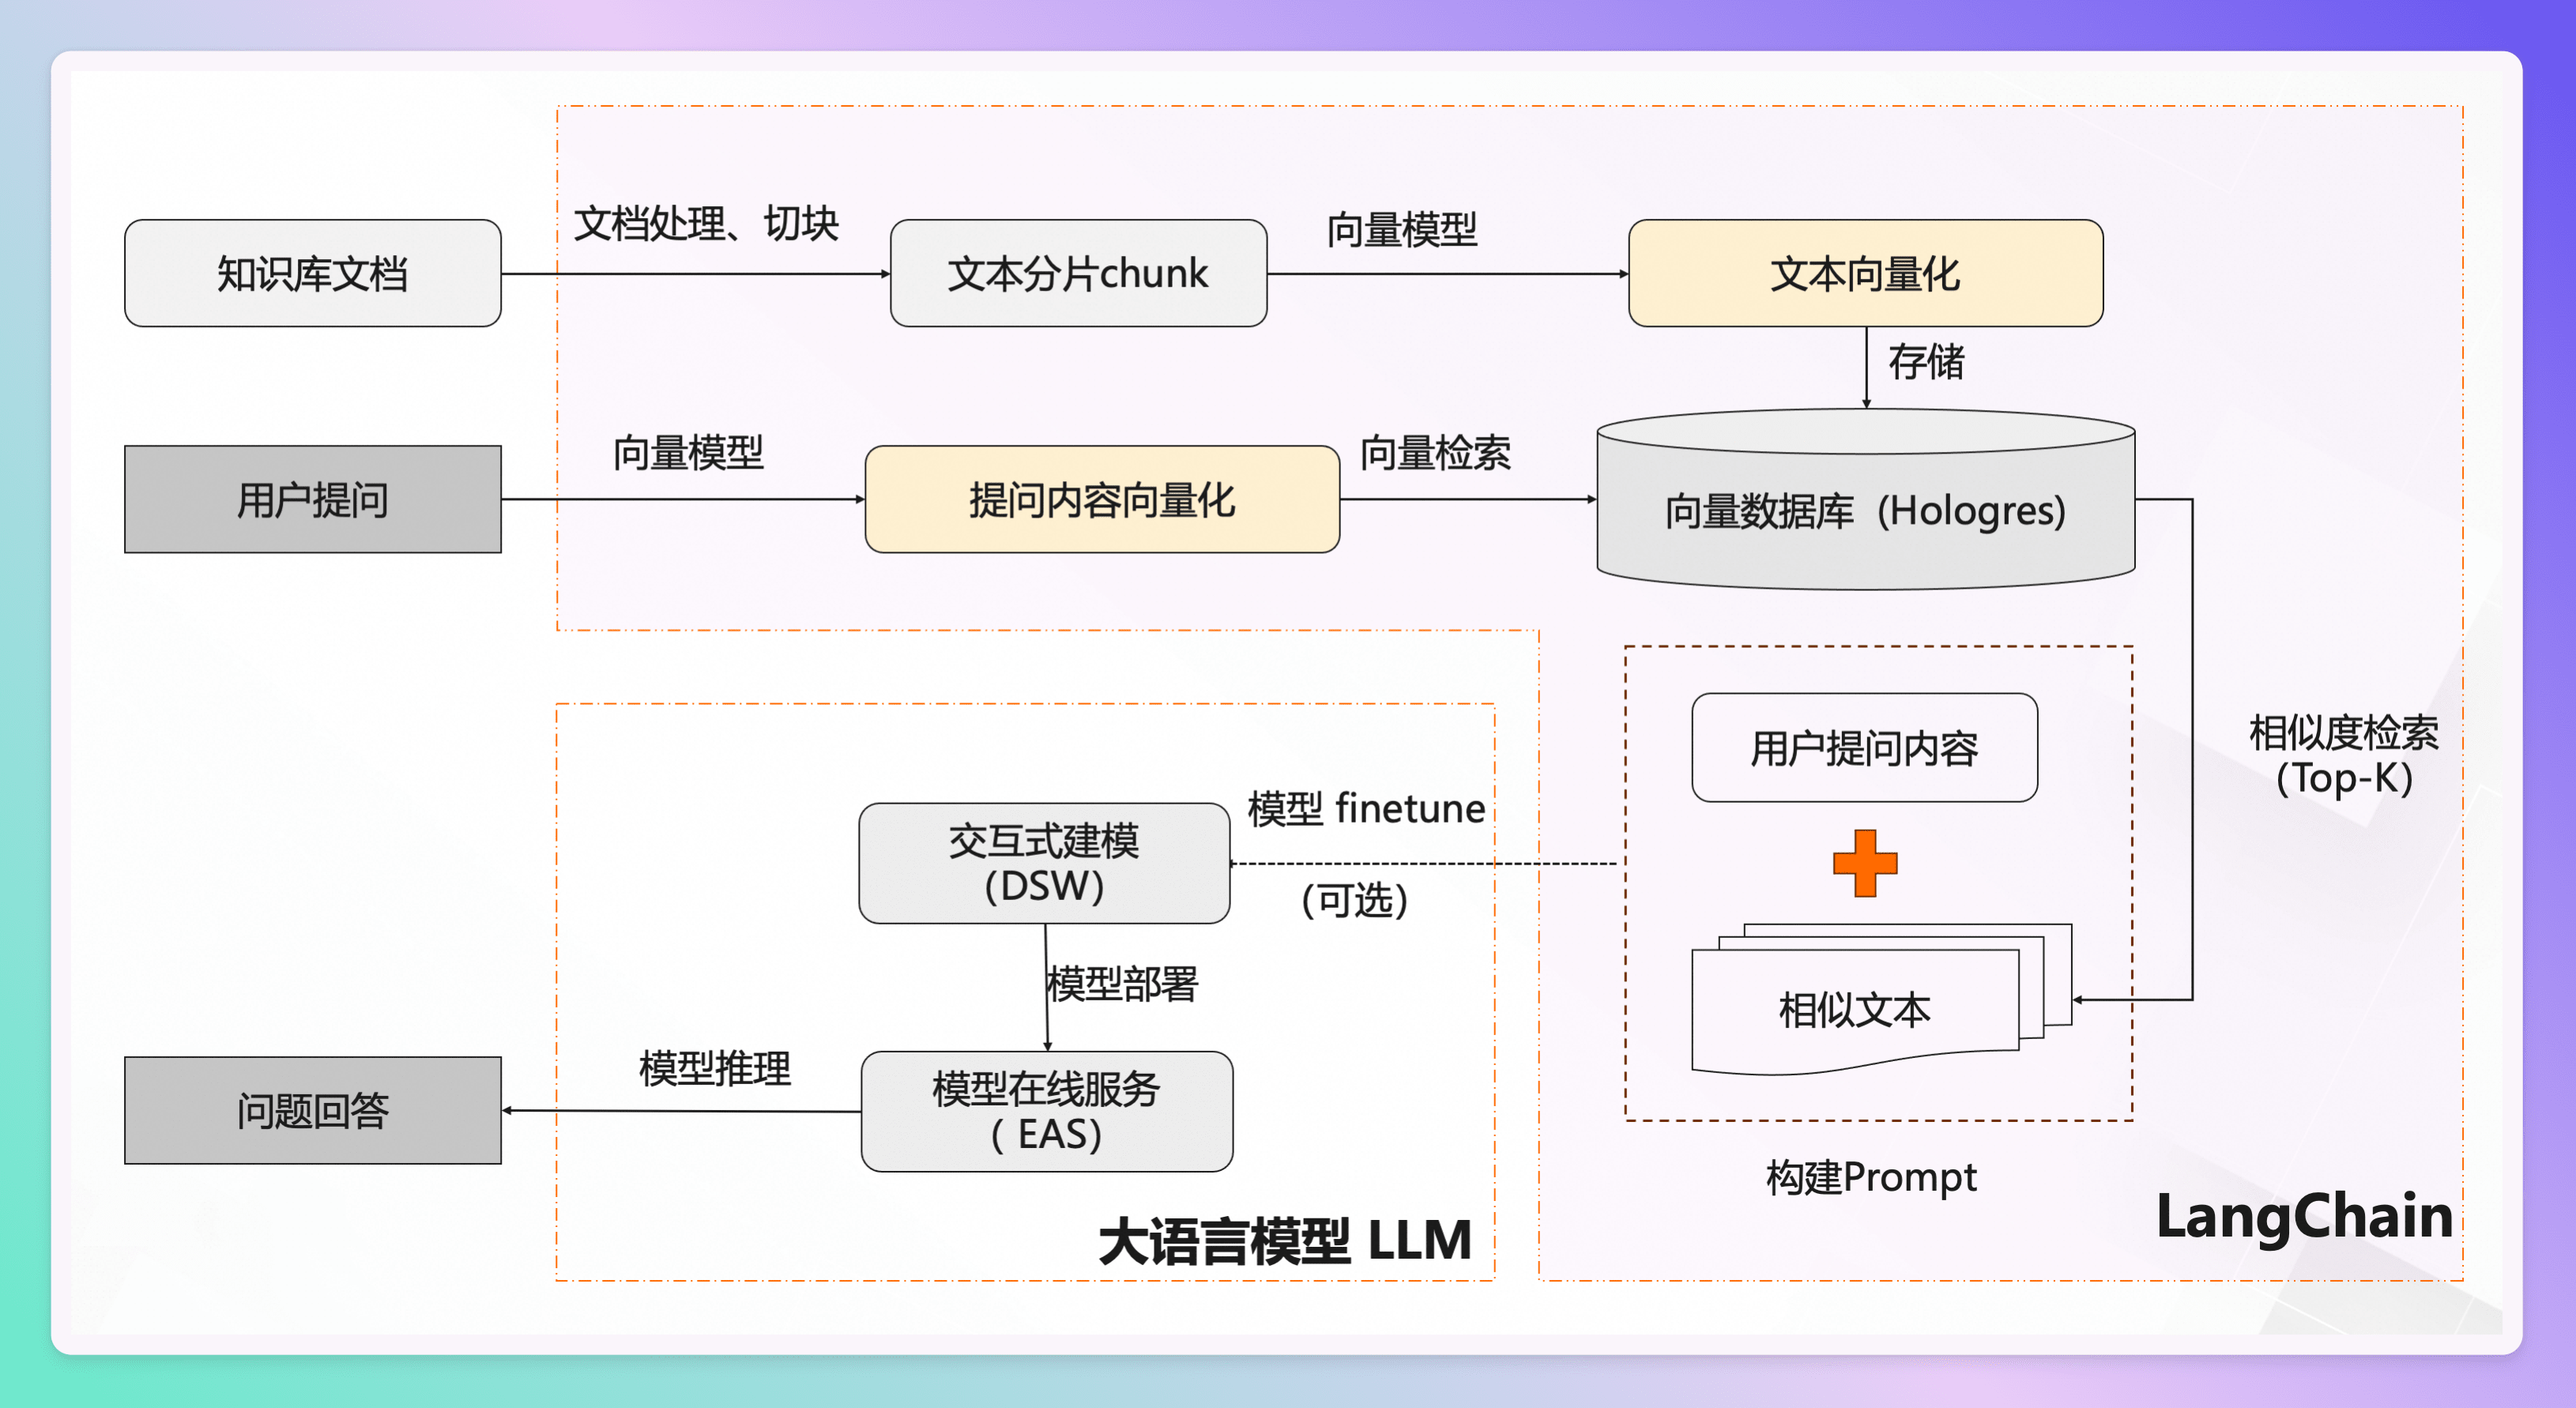 文档处理、切块
向量模型
知识库文档
文本分片chunk
文本向量化
存储
向量模型
向量检索
用户提问
提问内容向量化
向量数据库 (Hologres)
用户提问内容
相似度检索
(Top-K)
模型 finetune
交互式建模
(DSW)
(可选)
模型部署
相似文本
模型推理
模型在线服务
( EAS)
问题回答
构建Prompt
大语言模型 LLM
LangChain